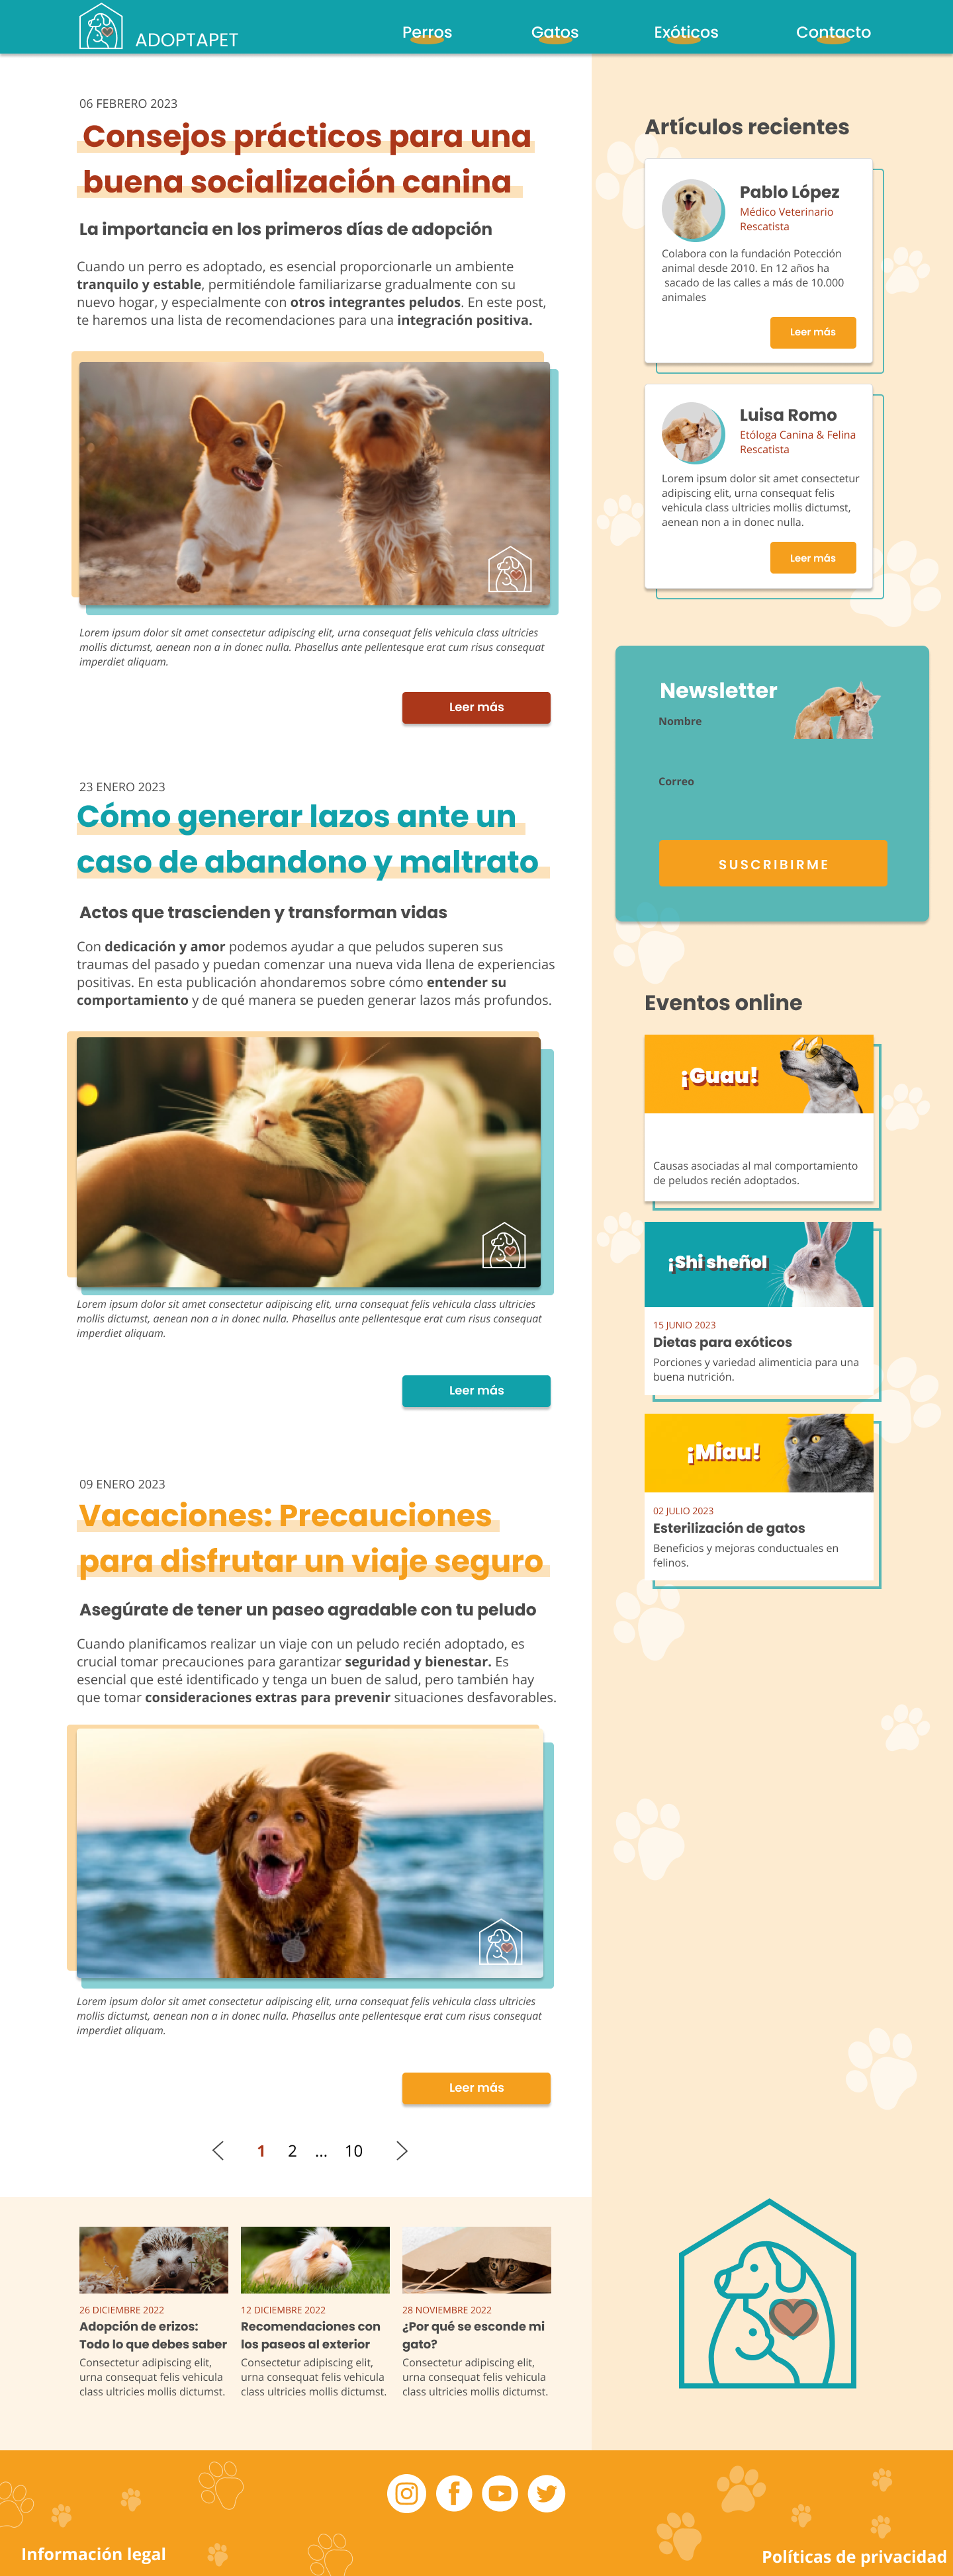 ADOPTAPET
Perros
Gatos
Exóticos
Contacto
06 FEBRERO 2023
Consejos prácticos para una
buena socialización canina
La importancia en los primeros días de adopción
Cuando un perro es adoptado, es esencial proporcionarle un ambiente
tranquilo y estable, permitiéndole familiarizarse gradualmente con su
nuevo hogar, y especialmente con otros integrantes peludos. En este post,
te haremos una lista de recomendaciones para una integración positiva.
Lorem ipsum dolor sit amet consectetur adipiscing elit, urna consequat felis vehicula class ultricies
mollis dictumst, aenean non a in donec nulla. Phasellus ante pellentesque erat cum risus consequat
imperdiet aliquam.
Leer más
23 ENERO 2023
Cómo generar lazos ante un
caso de abandono y maltrato
Actos que trascienden y transforman vidas
Con dedicación y amor podemos ayudar a que peludos superen sus
traumas del pasado y puedan comenzar una nueva vida llena de experiencias
positivas. En esta publicación ahondaremos sobre cómo entender su
comportamiento y de qué manera se pueden generar lazos más profundos.
Lorem ipsum dolor sit amet consectetur adipiscing elit, urna consequat felis vehicula class ultricies
mollis dictumst, aenean non a in donec nulla. Phasellus ante pellentesque erat cum risus consequat
imperdiet aliquam.
Leer más
09 ENERO 2023
Vacaciones: Precauciones
para disfrutar un viaje seguro
Asegúrate de tener un paseo agradable con tu peludo
Cuando planificamos realizar un viaje con un peludo recién adoptado, es
crucial tomar precauciones para garantizar seguridad y bienestar. Es
esencial que esté identificado y tenga un buen de salud, pero también hay
que tomar consideraciones extras para prevenir situaciones desfavorables.
Lorem ipsum dolor sit amet consectetur adipiscing elit, urna consequat felis vehicula class ultricies
mollis dictumst, aenean non a in donec nulla. Phasellus ante pellentesque erat cum risus consequat
imperdiet aliquam.
Leer más
1 2 ... 10
26 DICIEMBRE 2022
Adopción de erizos:
Todo lo que debes saber
Consectetur adipiscing elit,
urna consequat felis vehicula
class ultricies mollis dictumst.
12 DICIEMBRE 2022
Recomendaciones con
los paseos al exterior
Consectetur adipiscing elit,
urna consequat felis vehicula
class ultricies mollis dictumst.
28 NOVIEMBRE 2022
¿Por qué se esconde mi
gato?
Consectetur adipiscing elit,
urna consequat felis vehicula
class ultricies mollis dictumst.
Artículos recientes
Pablo López
Médico Veterinario
Rescatista
Colabora con la fundación Potección
animal desde 2010. En 12 años ha
sacado de las calles a más de 10.000
animales
Leer más
Luisa Romo
Etóloga Canina & Felina
Rescatista
Lorem ipsum dolor sit amet consectetur
adipiscing elit, urna consequat felis
vehicula class ultricies mollis dictumst,
aenean non a in donec nulla.
Leer más
Newsletter
Nombre
Correo
SUSCRIBIRME
Eventos online
¡Guau!
Causas asociadas al mal comportamiento
de peludos recién adoptados.
¡Shi sheñol
15 JUNIO 2023
Dietas para exóticos
Porciones y variedad alimenticia para una
buena nutrición.
¡Miau!
02 JULIO 2023
Esterilización de gatos
Beneficios y mejoras conductuales en
felinos.
Información legal
Políticas de privacidad